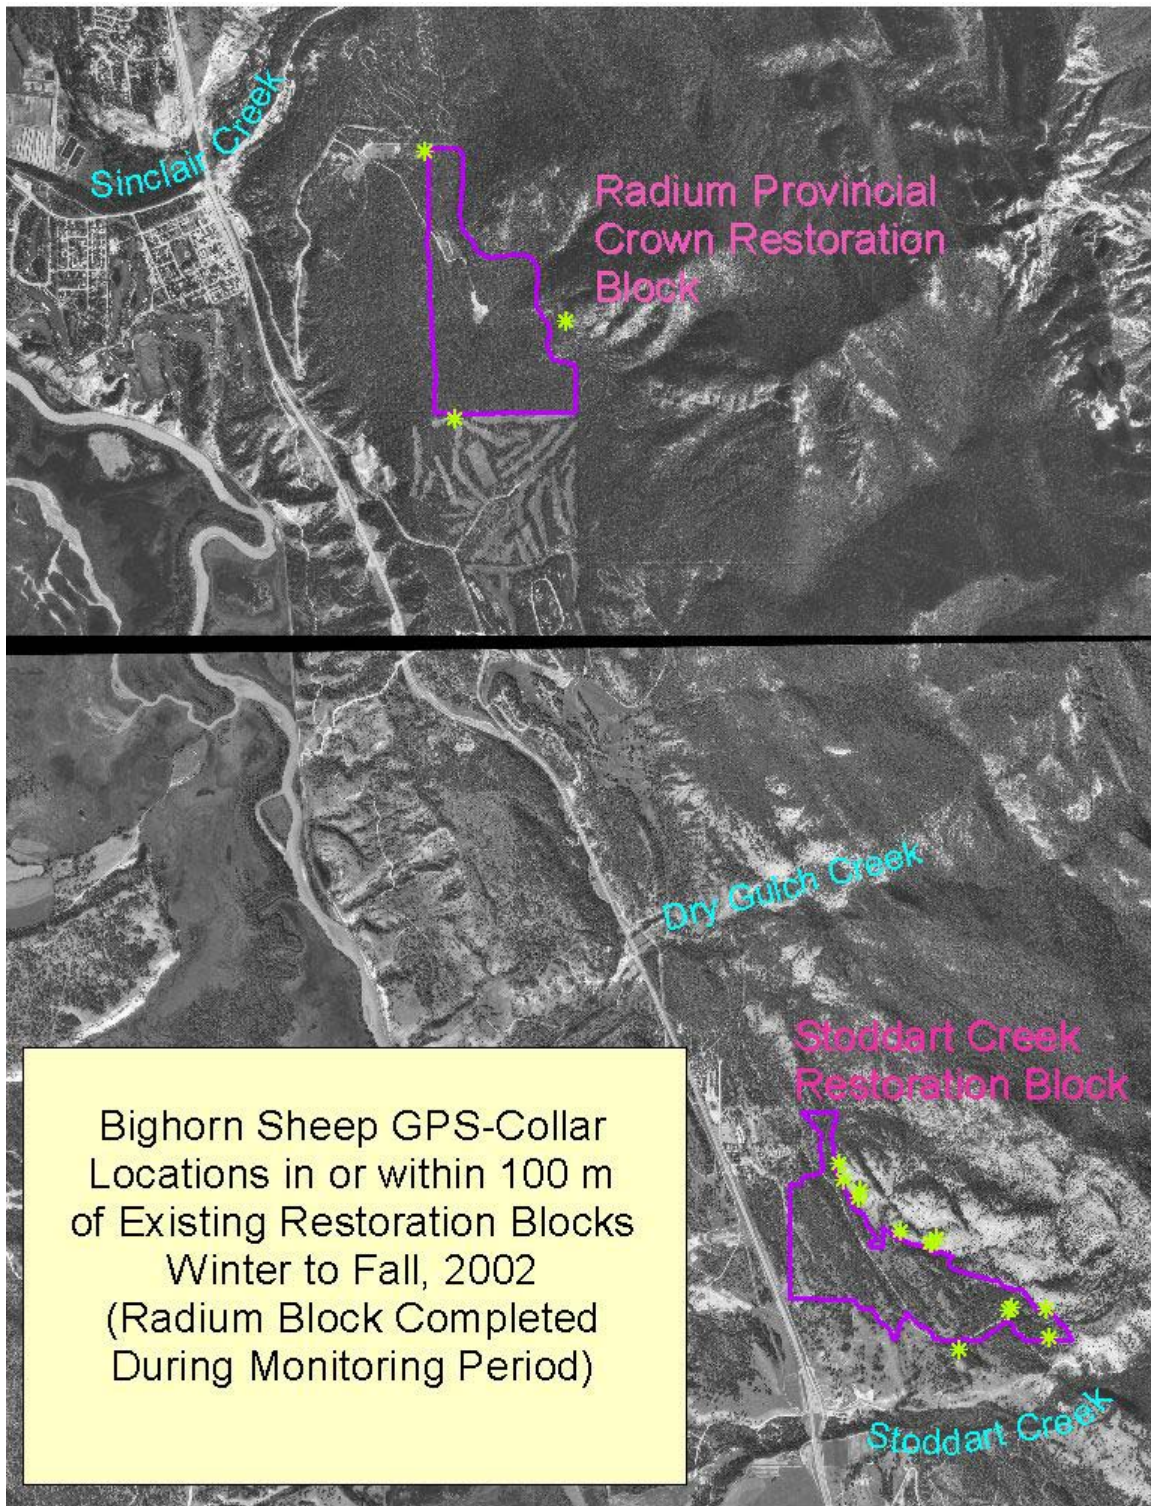 Sinclair Creek
Radium Provincial
Crown Restoration
Block
Dry Gulch Creek
Stoddart Creek
Restoration Block
Bighorn Sheep GPS-Collar
Locations in or within 100 m
of Existing Restoration Blocks
Winter to Fall, 2002
(Radium Block Completed
During Monitoring Period)
Stoddart Creek